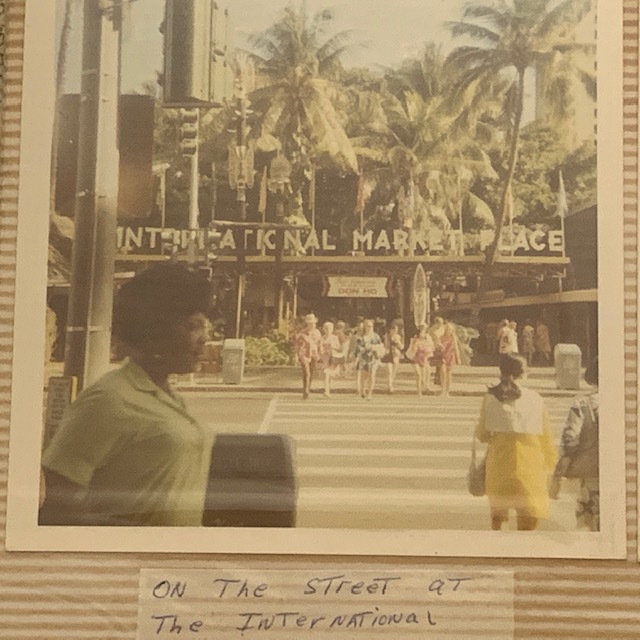 INTERNATIONAL MARKET PLACE
DON HO
ON The STreeT aT
The INTerNATIONAL